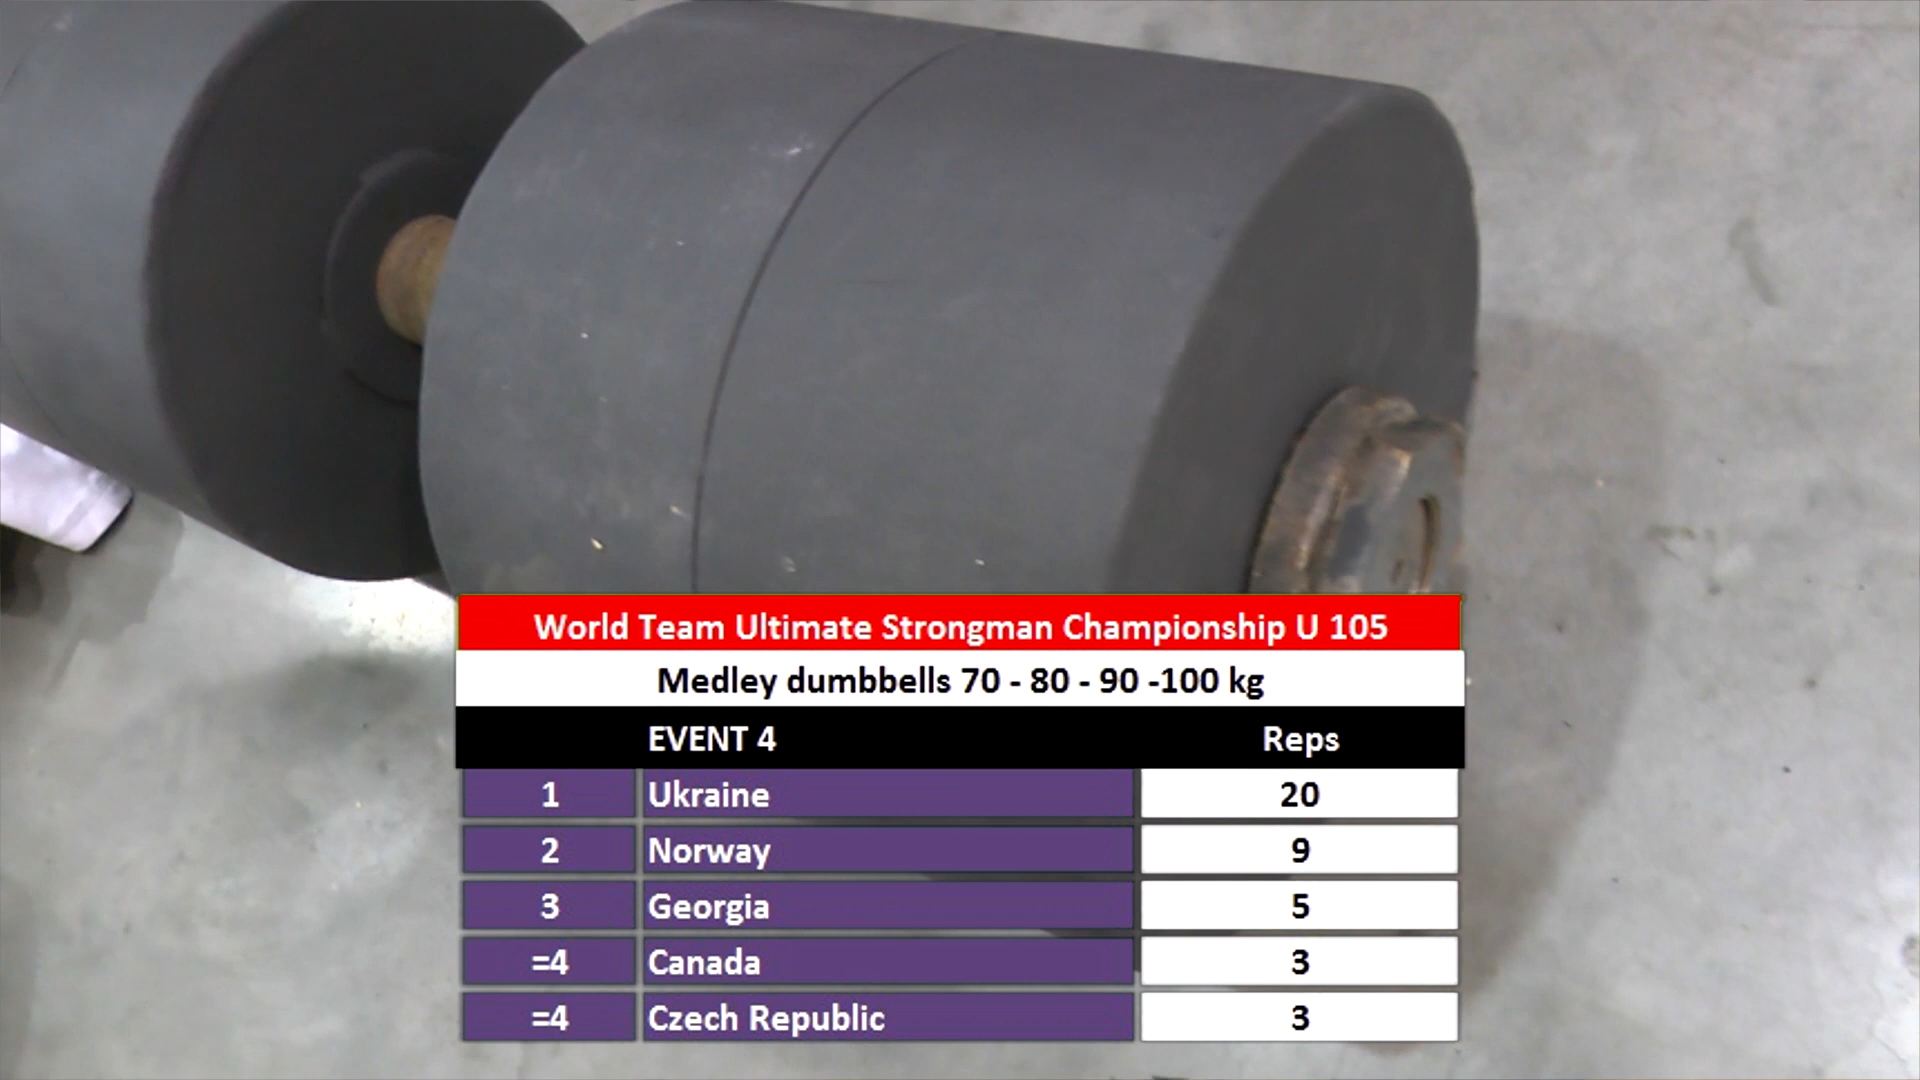 World Team Ultimate Strongman Championship U 105
Medley dumbbells 70 - 80 - 90 -100 kg
EVENT 4 Reps
1 Ukraine 20
2 Norway 9
3 Georgia 5
=4 Canada 3
=4 Czech Republic 3